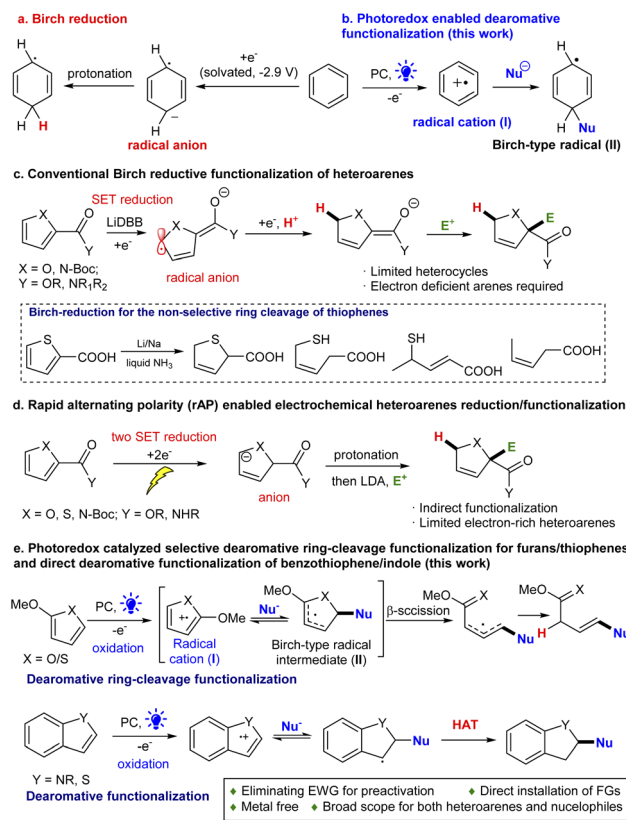 a. Birch reduction
b. Photoredox enabled dearomative
functionalization (this work)
H
H
H
protonation
H
radical anion
+e⁻
(solvated, -2.9 V)
PC,
-e⁻
radical cation (I)
Nu⊖
H
H Nu
Birch-type radical (II)
c. Conventional Birch reductive functionalization of heteroarenes
SET reduction
X
O
Y
LiDBB
+e⁻
X
O⊖
Y
radical anion
+e⁻, H⁺
H
X
O⊖
Y
E⁺
H
X
E
O
Y
X = O, N-Boc;
Y = OR, NR₁R₂
· Limited heterocycles
· Electron deficient arenes required
Birch-reduction for the non-selective ring cleavage of thiophenes
S
COOH
Li/Na
liquid NH₃
S
COOH
SH
COOH
SH
COOH
COOH
d. Rapid alternating polarity (rAP) enabled electrochemical heteroarenes reduction/functionalization
X
O
Y
two SET reduction
+2e⁻
⊖
X
O
Y
anion
protonation
then LDA, E⁺
H
X
E
O
Y
X = O, S, N-Boc; Y = OR, NHR
· Indirect functionalization
· Limited electron-rich heteroarenes
e. Photoredox catalyzed selective dearomative ring-cleavage functionalization for furans/thiophenes
and direct dearomative functionalization of benzothiophene/indole (this work)
MeO
X
X = O/S
PC,
-e⁻
oxidation
X
OMe
Radical
cation (I)
Nu⁻
MeO
X
Nu
Birch-type radical
intermediate (II)
β-sccission
MeO
X
Nu
MeO
X
H
Nu
Dearomative ring-cleavage functionalization
Y
Y = NR, S
PC,
-e⁻
oxidation
Y
Nu⁻
Y
Nu
HAT
Y
Nu
Dearomative functionalization
♦ Eliminating EWG for preactivation ♦ Direct installation of FGs
♦ Metal free ♦ Broad scope for both heteroarenes and nucelophiles